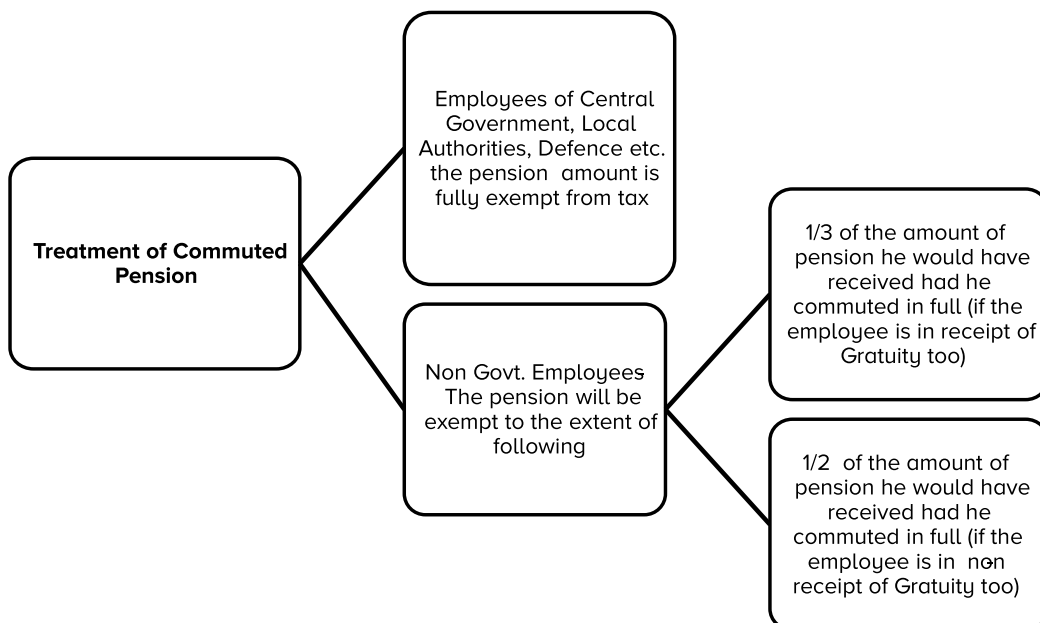 Treatment of Commuted
Pension
Employees of Central
Government, Local
Authorities, Defence etc.
the pension amount is
fully exempt from tax
Non Govt. Employees
The pension will be
exempt to the extent of
following
1/3 of the amount of
pension he would have
received had he
commuted in full (if the
employee is in receipt of
Gratuity too)
1/2 of the amount of
pension he would have
received had he
commuted in full (if the
employee is in non
receipt of Gratuity too)